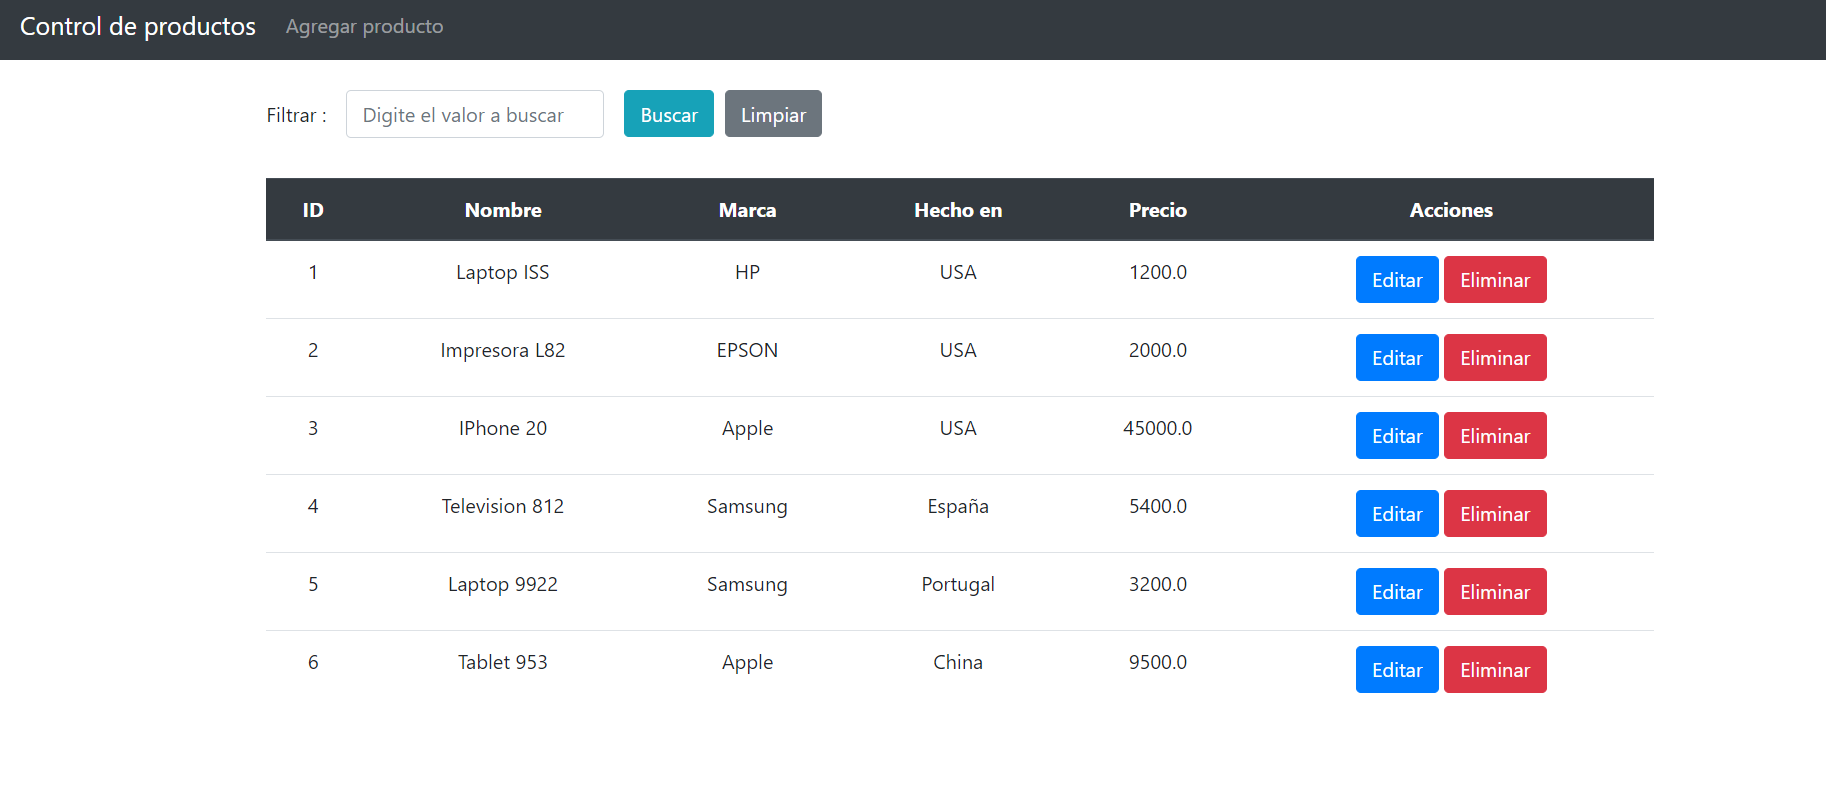 Control de productos Agregar producto
Filtrar : Digite el valor a buscar Buscar Limpiar
ID Nombre Marca Hecho en Precio Acciones
1 Laptop ISS HP USA 1200.0 Editar Eliminar
2 Impresora L82 EPSON USA 2000.0 Editar Eliminar
3 IPhone 20 Apple USA 45000.0 Editar Eliminar
4 Television 812 Samsung España 5400.0 Editar Eliminar
5 Laptop 9922 Samsung Portugal 3200.0 Editar Eliminar
6 Tablet 953 Apple China 9500.0 Editar Eliminar